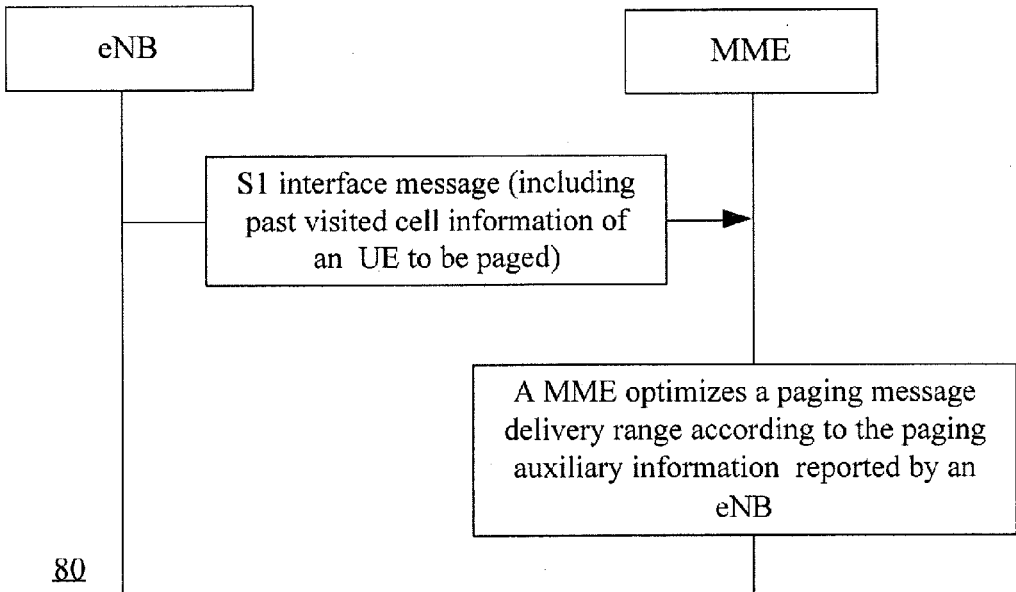 eNB
MME
S1 interface message (including
past visited cell information of
an UE to be paged)
A MME optimizes a paging message
delivery range according to the paging
auxiliary information reported by an
eNB
80